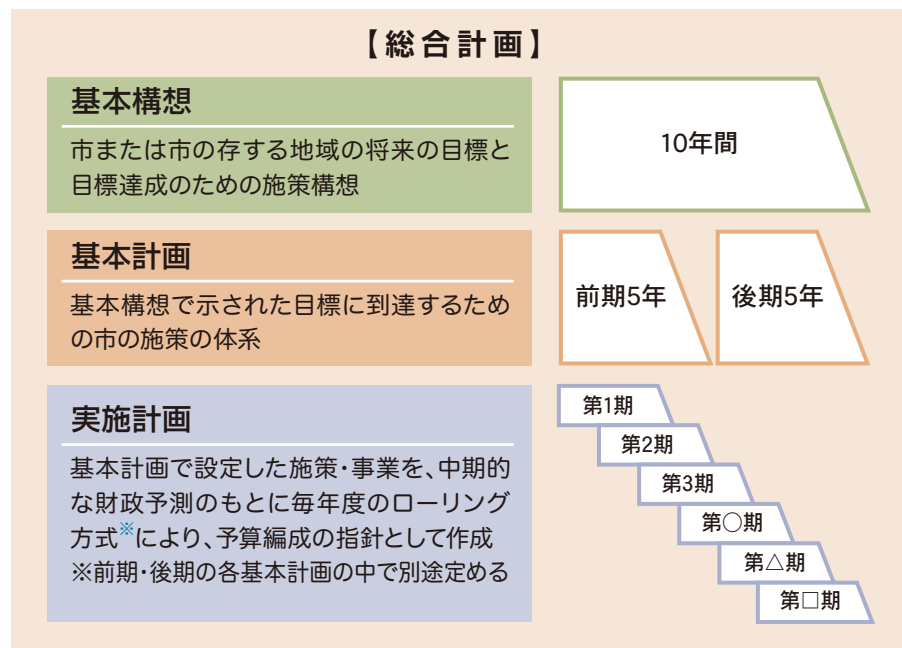 【総合計画】
基本構想
市または市の存する地域の将来の目標と
目標達成のための施策構想
10年間
基本計画
基本構想で示された目標に到達するため
の市の施策の体系
前期5年
後期5年
実施計画
基本計画で設定した施策・事業を、中期的
な財政予測のもとに毎年度のローリング
方式※により、予算編成の指針として作成
※前期・後期の各基本計画の中で別途定める
第1期
第2期
第3期
第○期
第△期
第□期